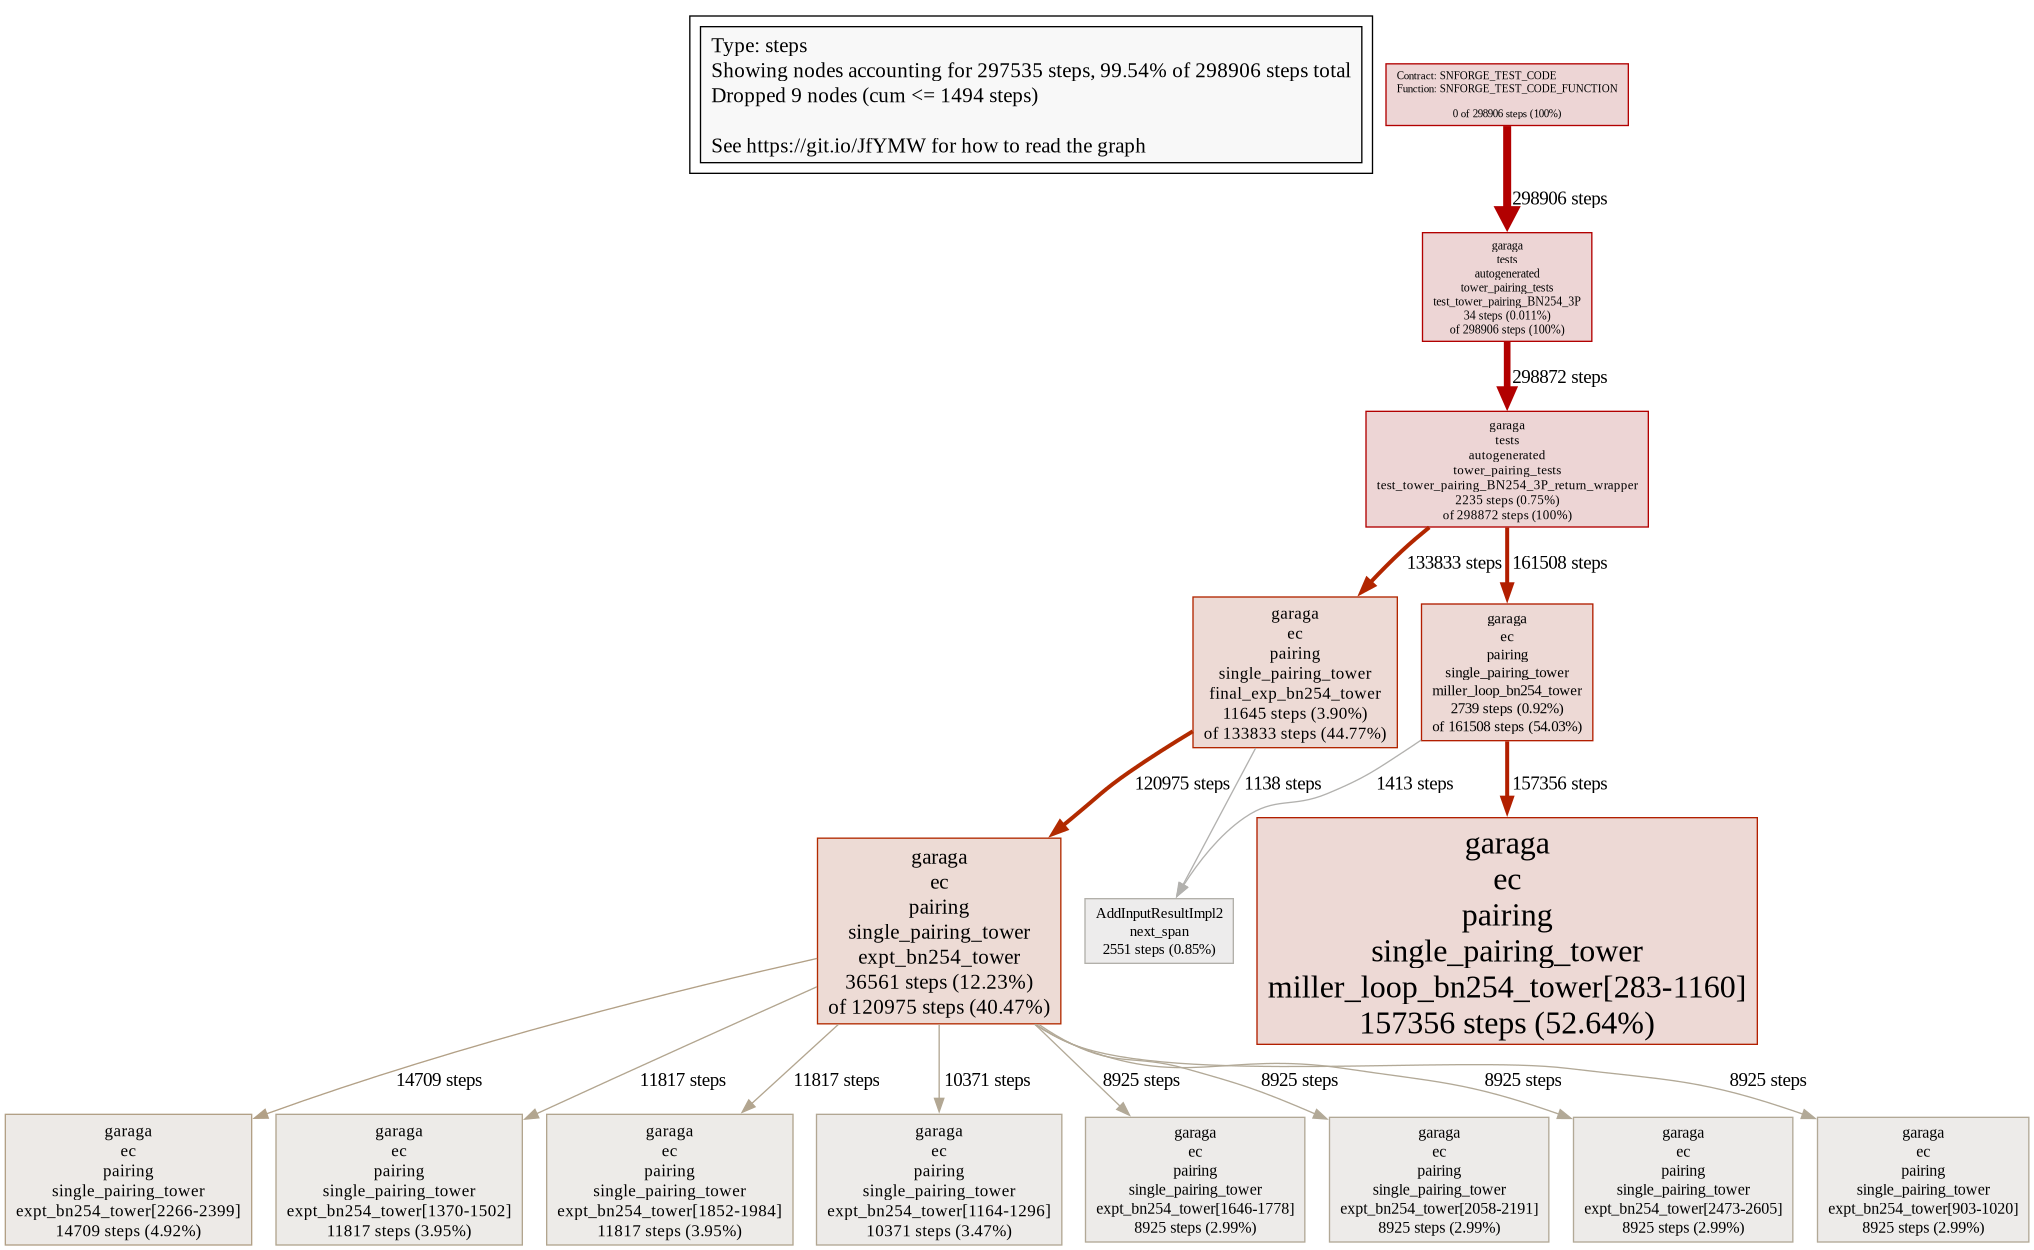 Type: steps
Showing nodes accounting for 297535 steps, 99.54% of 298906 steps total
Dropped 9 nodes (cum <= 1494 steps)
See https://git.io/JfYMW for how to read the graph
Contract: SNFORGE_TEST_CODE
Function: SNFORGE_TEST_CODE_FUNCTION
0 of 298906 steps (100%)
298906 steps
garaga
tests
autogenerated
tower_pairing_tests
test_tower_pairing_BN254_3P
34 steps (0.011%)
of 298906 steps (100%)
298872 steps
garaga
tests
autogenerated
tower_pairing_tests
test_tower_pairing_BN254_3P_return_wrapper
2235 steps (0.75%)
of 298872 steps (100%)
133833 steps
161508 steps
garaga
ec
pairing
single_pairing_tower
final_exp_bn254_tower
11645 steps (3.90%)
of 133833 steps (44.77%)
garaga
ec
pairing
single_pairing_tower
miller_loop_bn254_tower
2739 steps (0.92%)
of 161508 steps (54.03%)
120975 steps
1138 steps
1413 steps
157356 steps
garaga
ec
pairing
single_pairing_tower
expt_bn254_tower
36561 steps (12.23%)
of 120975 steps (40.47%)
AddInputResultImpl2
next_span
2551 steps (0.85%)
garaga
ec
pairing
single_pairing_tower
miller_loop_bn254_tower[283-1160]
157356 steps (52.64%)
14709 steps
11817 steps
11817 steps
10371 steps
8925 steps
8925 steps
8925 steps
8925 steps
garaga
ec
pairing
single_pairing_tower
expt_bn254_tower[2266-2399]
14709 steps (4.92%)
garaga
ec
pairing
single_pairing_tower
expt_bn254_tower[1370-1502]
11817 steps (3.95%)
garaga
ec
pairing
single_pairing_tower
expt_bn254_tower[1852-1984]
11817 steps (3.95%)
garaga
ec
pairing
single_pairing_tower
expt_bn254_tower[1164-1296]
10371 steps (3.47%)
garaga
ec
pairing
single_pairing_tower
expt_bn254_tower[1646-1778]
8925 steps (2.99%)
garaga
ec
pairing
single_pairing_tower
expt_bn254_tower[2058-2191]
8925 steps (2.99%)
garaga
ec
pairing
single_pairing_tower
expt_bn254_tower[2473-2605]
8925 steps (2.99%)
garaga
ec
pairing
single_pairing_tower
expt_bn254_tower[903-1020]
8925 steps (2.99%)